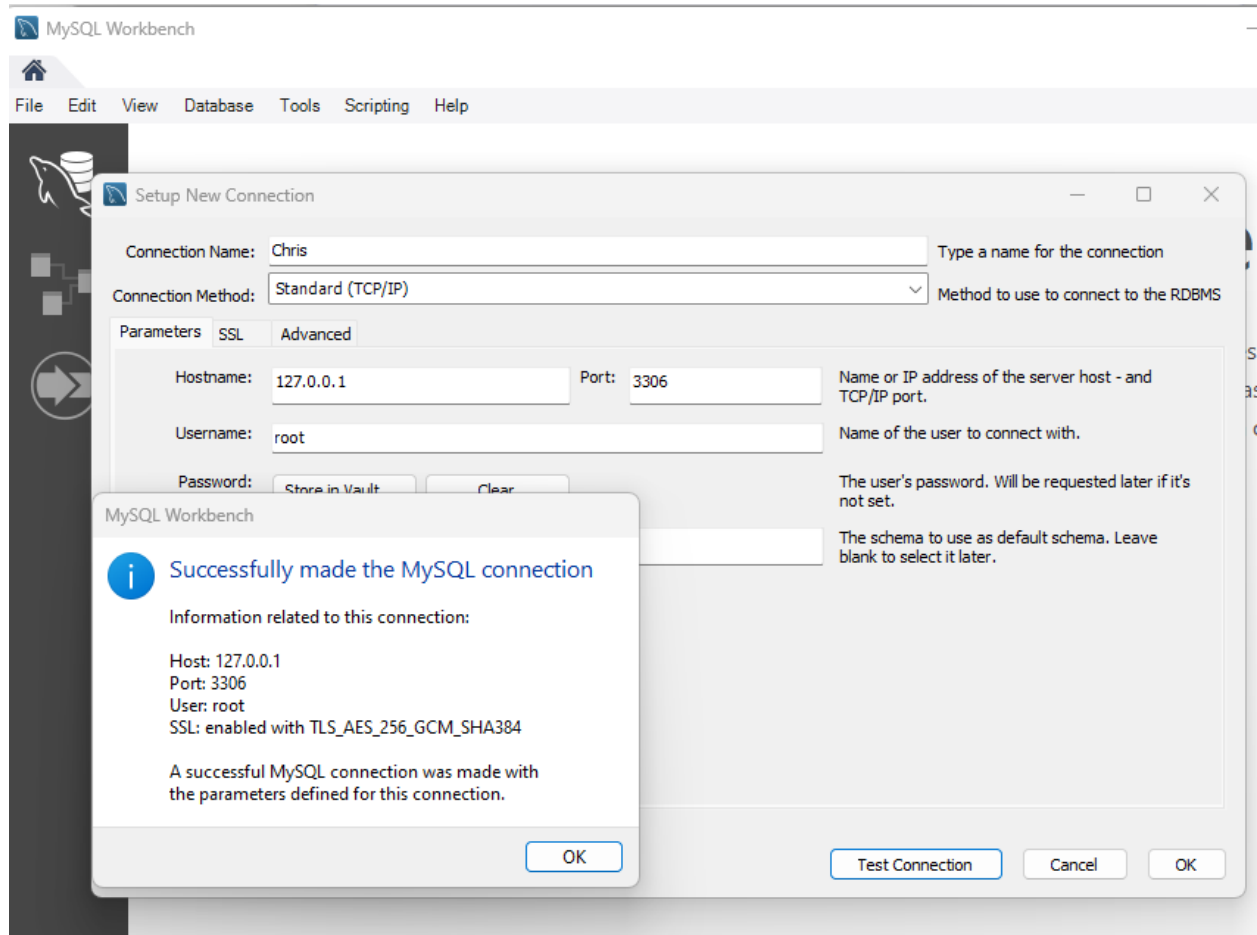 MySQL Workbench
File Edit View Database Tools Scripting Help
Setup New Connection
Connection Name: Chris Type a name for the connection
Connection Method: Standard (TCP/IP) Method to use to connect to the RDBMS
Parameters SSL Advanced
Hostname: 127.0.0.1 Port: 3306 Name or IP address of the server host - and
TCP/IP port.
Username: root Name of the user to connect with.
Password: Store in Vault Clear The user's password. Will be requested later if it's
not set.
The schema to use as default schema. Leave
blank to select it later.
MySQL Workbench
Successfully made the MySQL connection
Information related to this connection:
Host: 127.0.0.1
Port: 3306
User: root
SSL: enabled with TLS_AES_256_GCM_SHA384
A successful MySQL connection was made with
the parameters defined for this connection.
OK
Test Connection Cancel OK